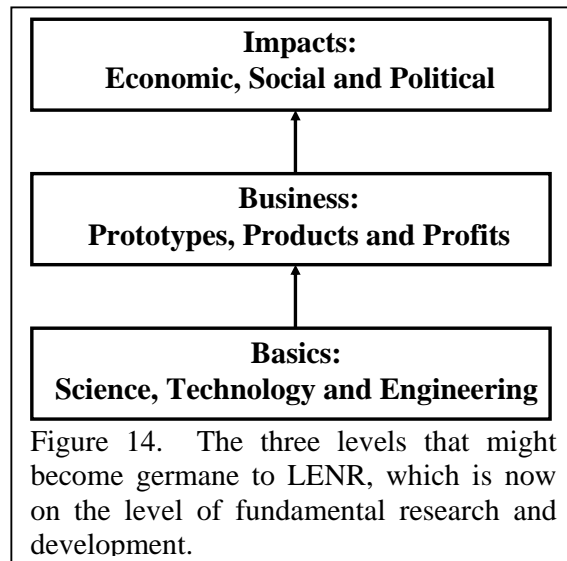 Impacts:
Economic, Social and Political
Business:
Prototypes, Products and Profits
Basics:
Science, Technology and Engineering
Figure 14. The three levels that might
become germane to LENR, which is now
on the level of fundamental research and
development.